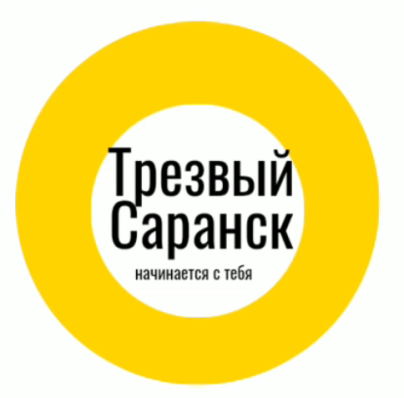 Трезвый
Саранск
начинается с тебя